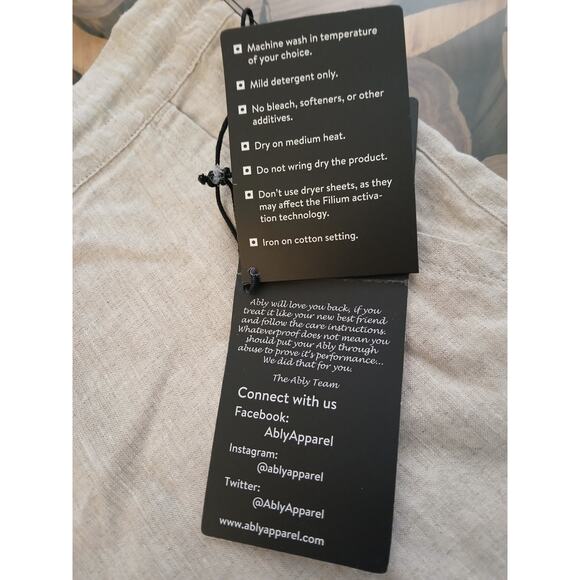 Machine wash in temperature
of your choice.
Mild detergent only.
No bleach, softeners, or other
additives.
Dry on medium heat.
Do not wring dry the product.
Don't use dryer sheets, as they
may affect the Filium activa-
tion technology.
Iron on cotton setting.
Ably will love you back, if you
treat it like your new best friend
and follow the care instructions.
Whateverproof does not mean you
should put your Ably through
abuse to prove it's performance...
We did that for you.
The Ably Team
Connect with us
Facebook:
AblyApparel
Instagram:
@ablyapparel
Twitter:
@AblyApparel
www.ablyapparel.com